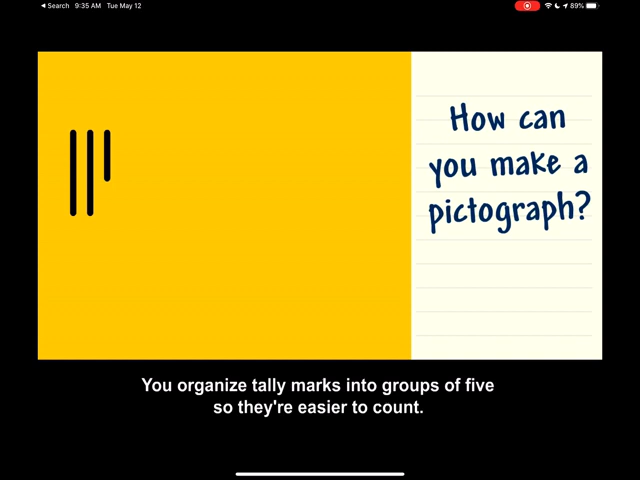 Search 9:35 AM Tue May 12 89%
How can
you make a
pictograph?
You organize tally marks into groups of five
so they're easier to count.